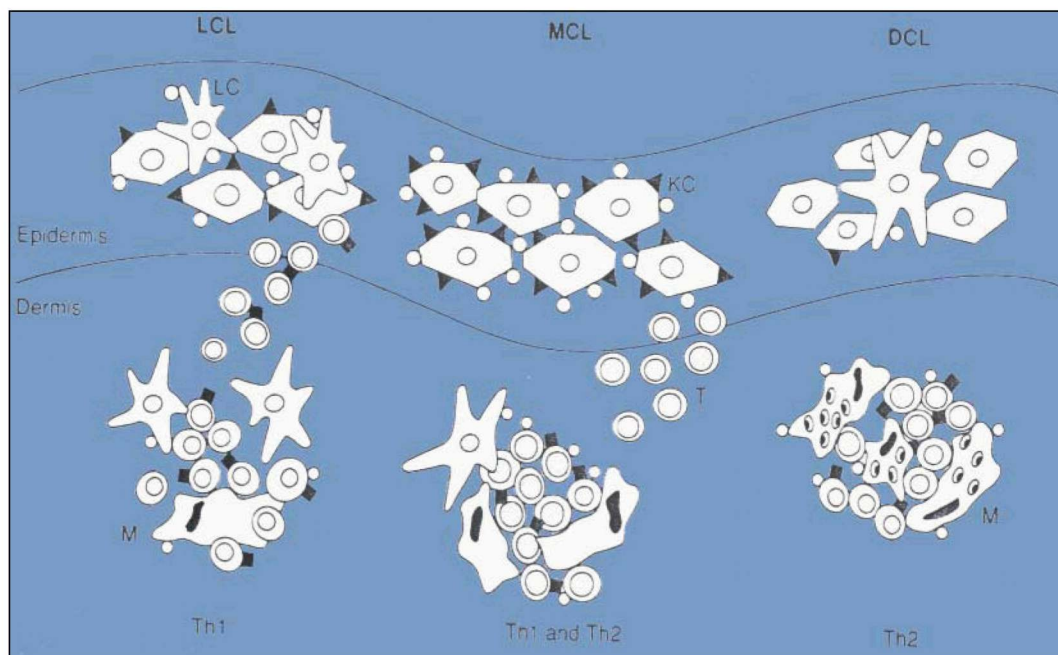 LCL
MCL
DCL
LC
KC
Epidermis
Dermis
T
M
M
Th1
Th1 and Th2
Th2